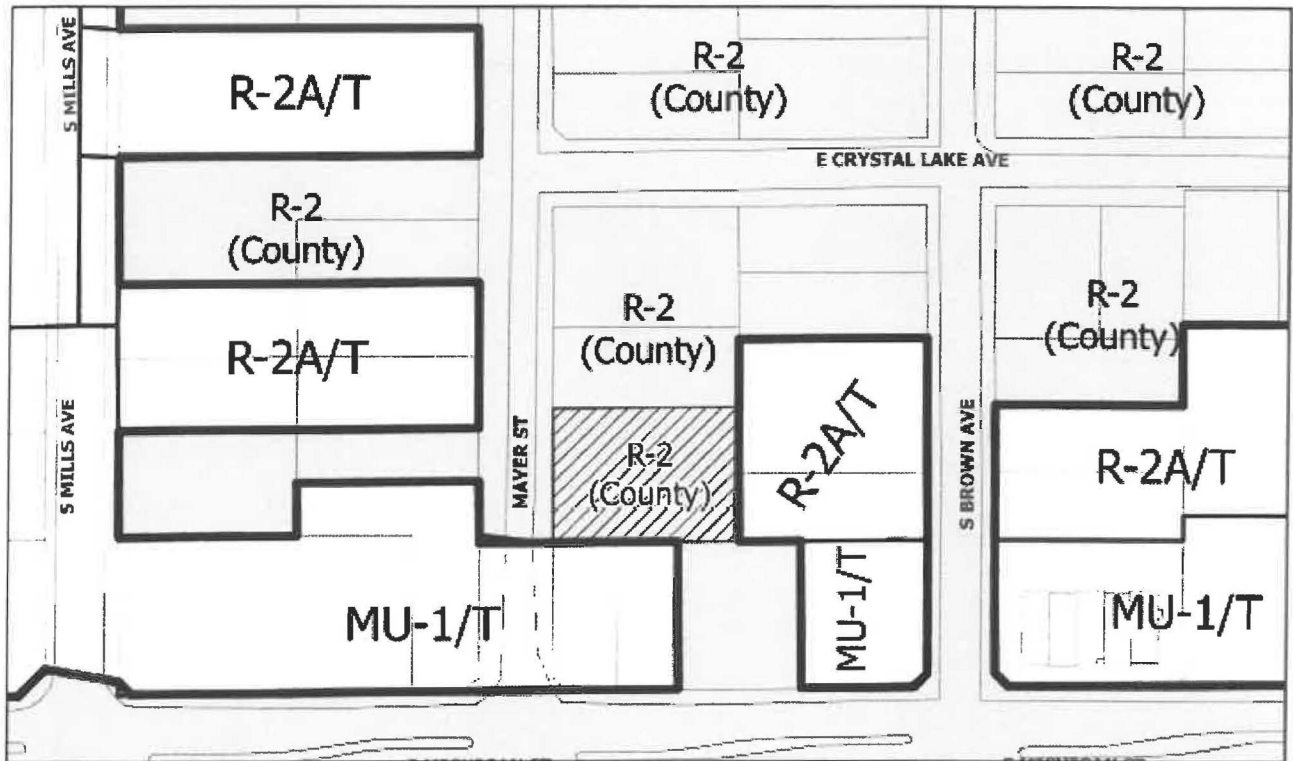 S MILLS AVE
R-2A/T
R-2
(County)
R-2
(County)
E CRYSTAL LAKE AVE
R-2
(County)
R-2A/T
R-2
(County)
R-2
(County)
S MILLS AVE
MAYER ST
R-2
(County)
R-2A/T
S BROWN AVE
R-2A/T
MU-1/T
MU-1/T
MU-1/T